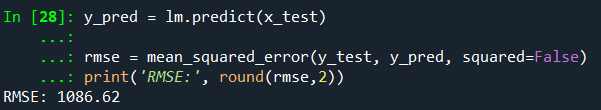 In [28]: y_pred = lm.predict(x_test)
...:
...: rmse = mean_squared_error(y_test, y_pred, squared=False)
...: print('RMSE:', round(rmse,2))
RMSE: 1086.62